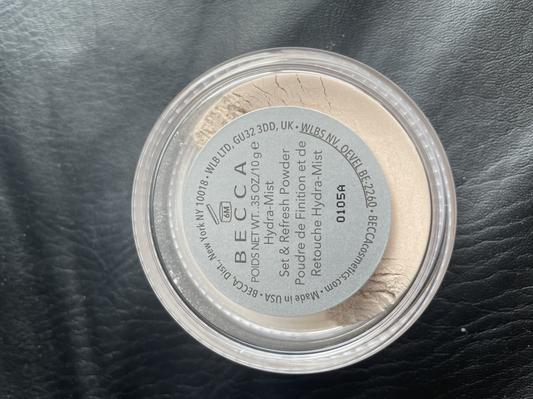 6M
BECCA
POIDS NET WT. .35 OZ/10 g e
Hydra-Mist
Set & Refresh Powder
Poudre de Finition et de
Retouche Hydra-Mist
0105A
BECCA, Dist. New York NY 10018 • WLB LTD, GU32 3DD, UK • WLBS NV, OEVEL BE-2260 • BECCAcosmetics.com • Made in USA •